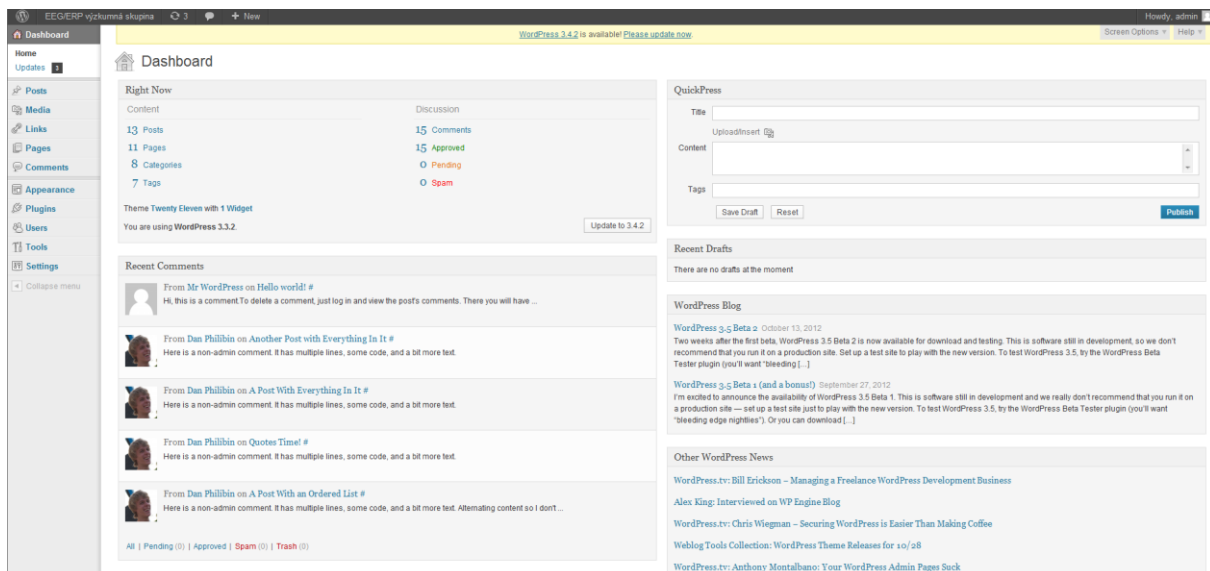 EEG/ERP výzkumná skupina 3 + New
Howdy, admin
Dashboard
Home
Updates 3
Posts
Media
Links
Pages
Comments
Appearance
Plugins
Users
Tools
Settings
Collapse menu
WordPress 3.4.2 is available! Please update now.
Screen Options Help
Dashboard
Right Now
Content
Discussion
13 Posts
15 Comments
11 Pages
15 Approved
8 Categories
0 Pending
7 Tags
0 Spam
Theme Twenty Eleven with 1 Widget
You are using WordPress 3.3.2.
Update to 3.4.2
Recent Comments
From Mr WordPress on Hello world! #
Hi, this is a comment.To delete a comment, just log in and view the post's comments. There you will have ...
From Dan Philibin on Another Post with Everything In It #
Here is a non-admin comment. It has multiple lines, some code, and a bit more text.
From Dan Philibin on A Post With Everything In It #
Here is a non-admin comment. It has multiple lines, some code, and a bit more text.
From Dan Philibin on Quotes Time! #
Here is a non-admin comment. It has multiple lines, some code, and a bit more text.
From Dan Philibin on A Post With an Ordered List #
Here is a non-admin comment. It has multiple lines, some code, and a bit more text. Alternating content so I don't ...
All | Pending (0) | Approved | Spam (0) | Trash (0)
QuickPress
Title
Upload/Insert
Content
Tags
Save Draft Reset
Publish
Recent Drafts
There are no drafts at the moment
WordPress Blog
WordPress 3.5 Beta 2 October 13, 2012
Two weeks after the first beta, WordPress 3.5 Beta 2 is now available for download and testing. This is software still in development, so we don't
recommend that you run it on a production site. Set up a test site to play with the new version. To test WordPress 3.5, try the WordPress Beta
Tester plugin (you'll want "bleeding [...]
WordPress 3.5 Beta 1 (and a bonus!) September 27, 2012
I'm excited to announce the availability of WordPress 3.5 Beta 1. This is software still in development and we really don't recommend that you run it on
a production site — set up a test site just to play with the new version. To test WordPress 3.5, try the WordPress Beta Tester plugin (you'll want
"bleeding edge nightlies"). Or you can download [...]
Other WordPress News
WordPress.tv: Bill Erickson – Managing a Freelance WordPress Development Business
Alex King: Interviewed on WP Engine Blog
WordPress.tv: Chris Wiegman – Securing WordPress is Easier Than Making Coffee
Weblog Tools Collection: WordPress Theme Releases for 10/28
WordPress.tv: Anthony Montalbano: Your WordPress Admin Pages Suck